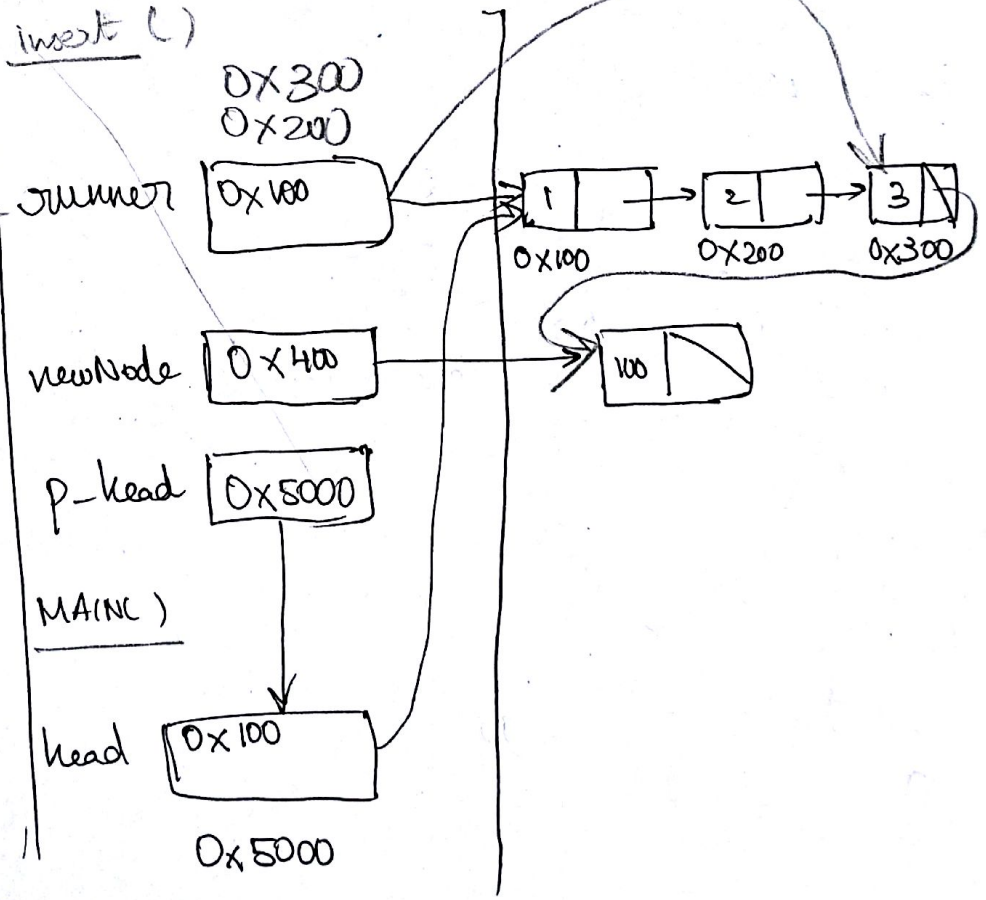 insert ()
0x300
0x200
runner 0x100
1 2 3
0x100 0x200 0x300
newNode 0x400 100
p_head 0x5000
MAIN()
head 0x100
0x5000